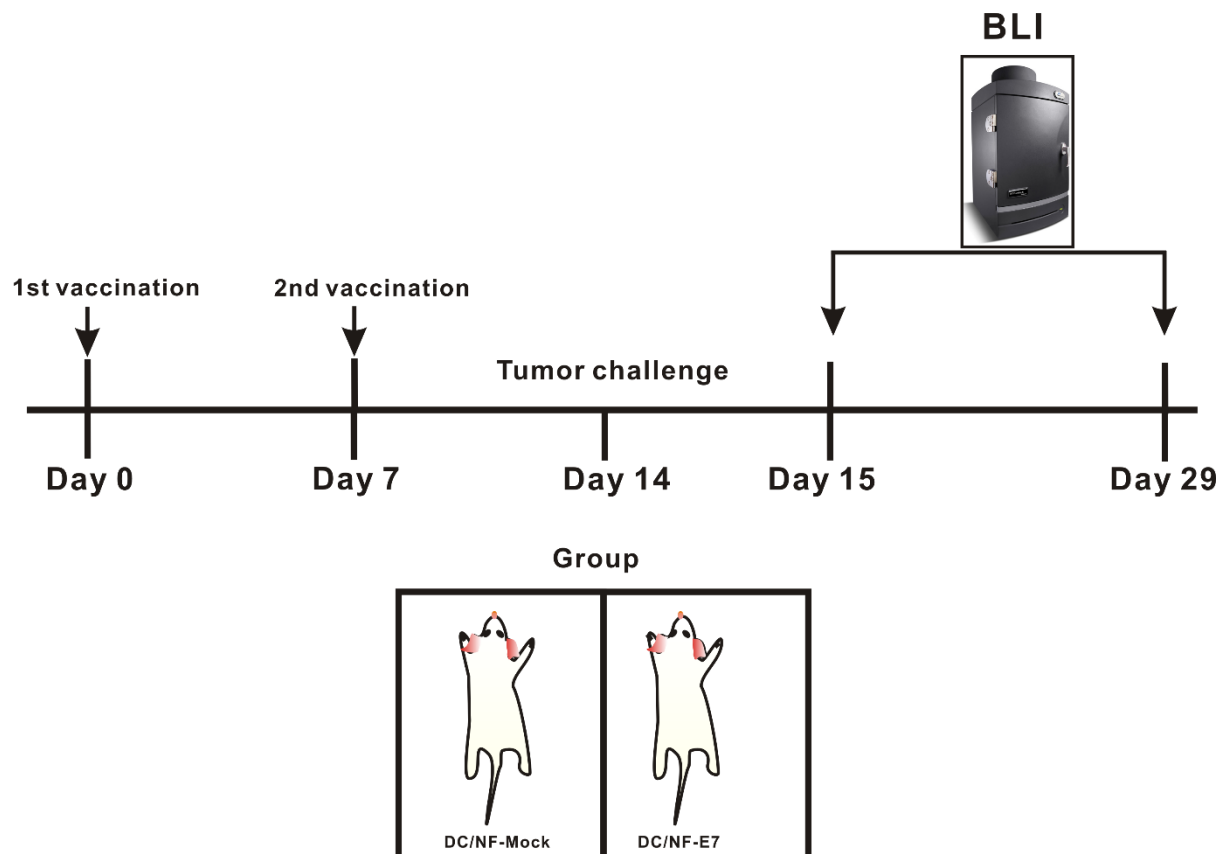 BLI
1st vaccination
2nd vaccination
Tumor challenge
Day 0
Day 7
Day 14
Day 15
Day 29
Group
DC/NF-Mock
DC/NF-E7